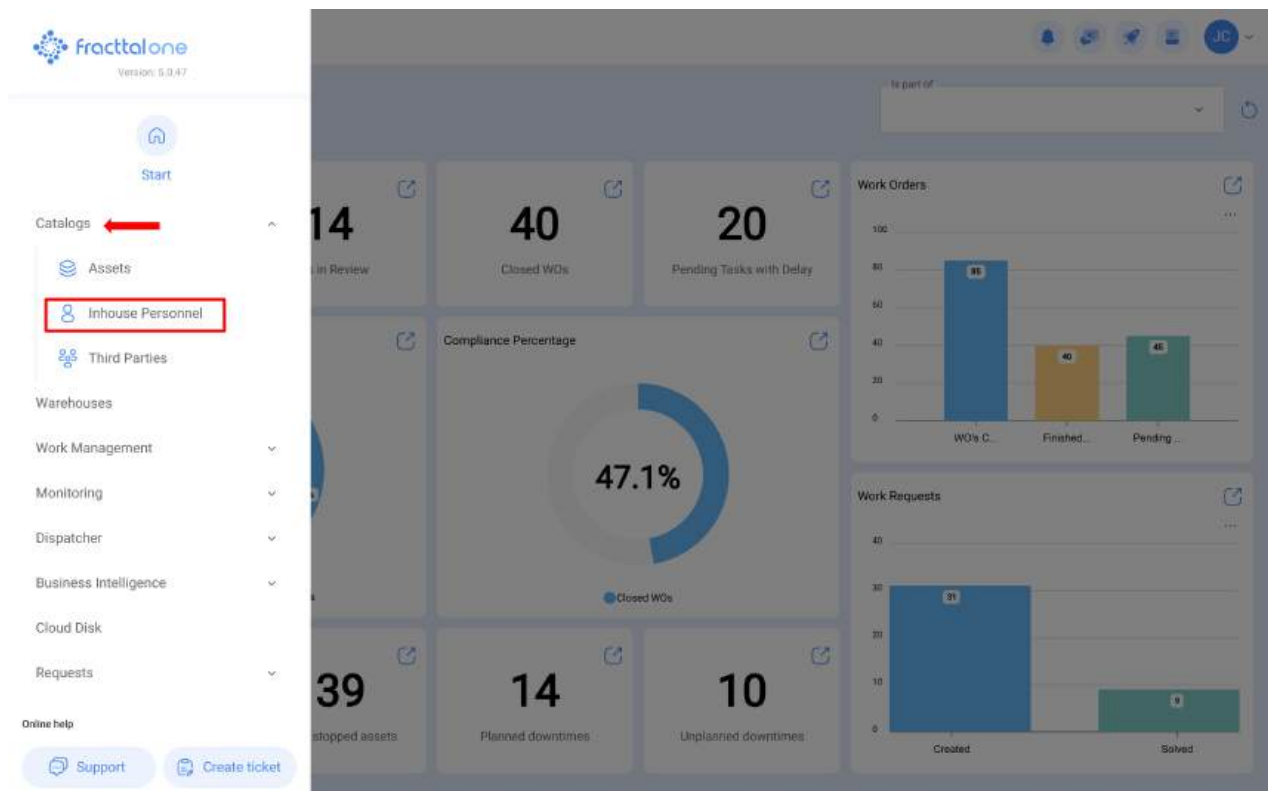 fracttalone
Version: 5.0.47
JC
Is part of
Start
Catalogs
Assets
Inhouse Personnel
Third Parties
Warehouses
Work Management
Monitoring
Dispatcher
Business Intelligence
Cloud Disk
Requests
Online help
Support
Create ticket
14
in Review
40
Closed WOs
20
Pending Tasks with Delay
Compliance Percentage
47.1%
Closed WOs
39
stopped assets
14
Planned downtimes
10
Unplanned downtimes
Work Orders
...
100
80
60
40
20
0
85
40
45
WO's C...
Finished...
Pending ...
Work Requests
...
40
30
20
10
0
31
9
Created
Solved